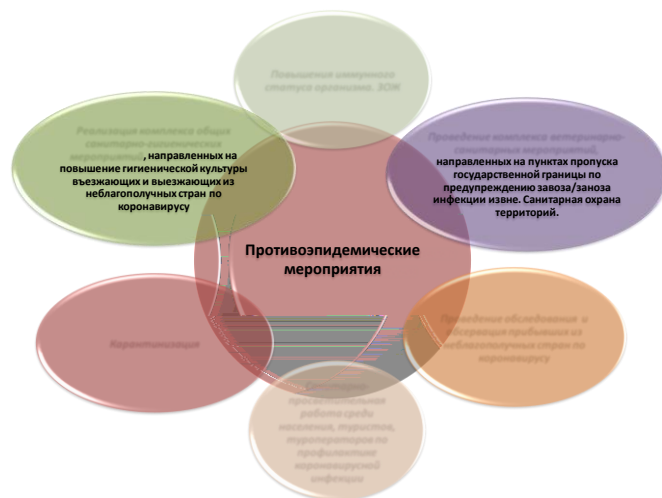 Повышения иммунного
статуса организма. ЗОЖ
Реализация комплекса общих
санитарно-гигиенических
мероприятий, направленных на
повышение гигиенической культуры
въезжающих и выезжающих из
неблагополучных стран по
коронавирусу
Проведение комплекса ветеринарно-
санитарных мероприятий,
направленных на пунктах пропуска
государственной границы по
предупреждению завоза/заноза
инфекции извне. Санитарная охрана
территорий.
Противоэпидемические
мероприятия
Карантинизация
Проведение обследования и
обсервация прибывших из
неблагополучных стран по
коронавирусу
просветительная
работа среди
населения, туристов,
туроператоров по
профилактике
коронавирусной
инфекции